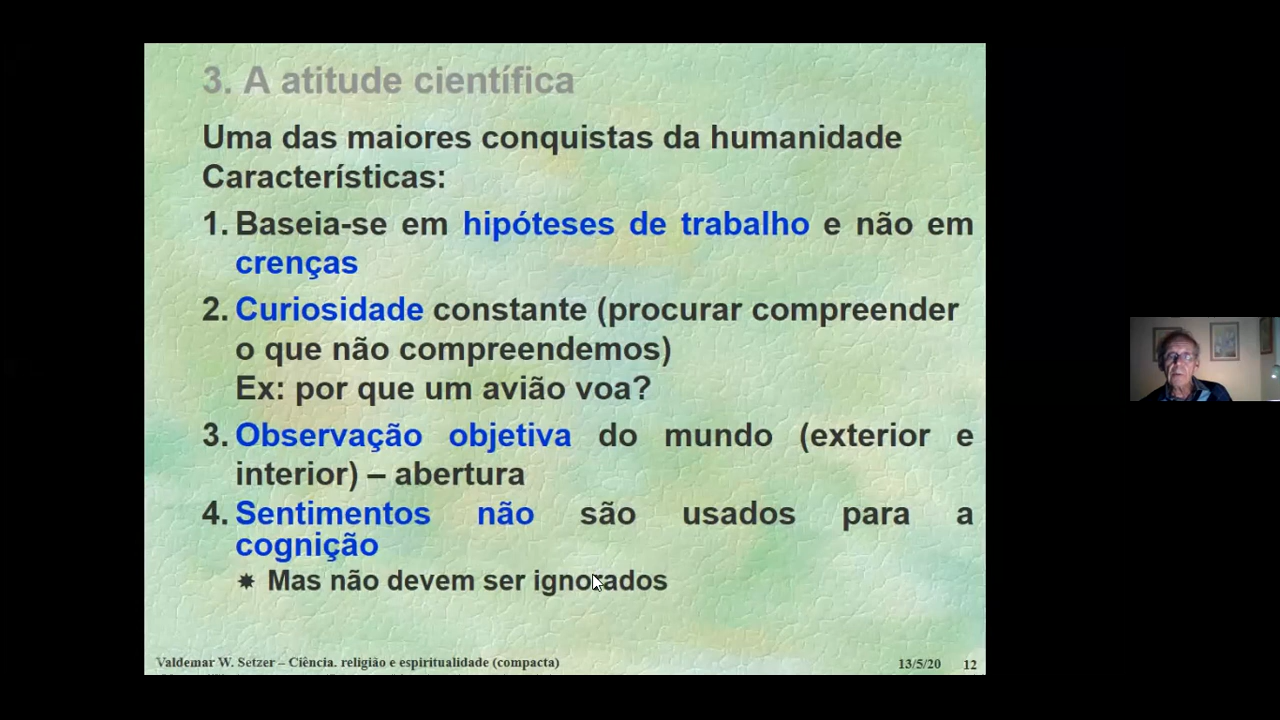 3. A atitude científica
Uma das maiores conquistas da humanidade
Características:
1. Baseia-se em hipóteses de trabalho e não em
crenças
2. Curiosidade constante (procurar compreender
o que não compreendemos)
Ex: por que um avião voa?
3. Observação objetiva do mundo (exterior e
interior) – abertura
4. Sentimentos não são usados para a
cognição
✷ Mas não devem ser ignorados
Valdemar W. Setzer – Ciência. religião e espiritualidade (compacta) 13/5/20 12